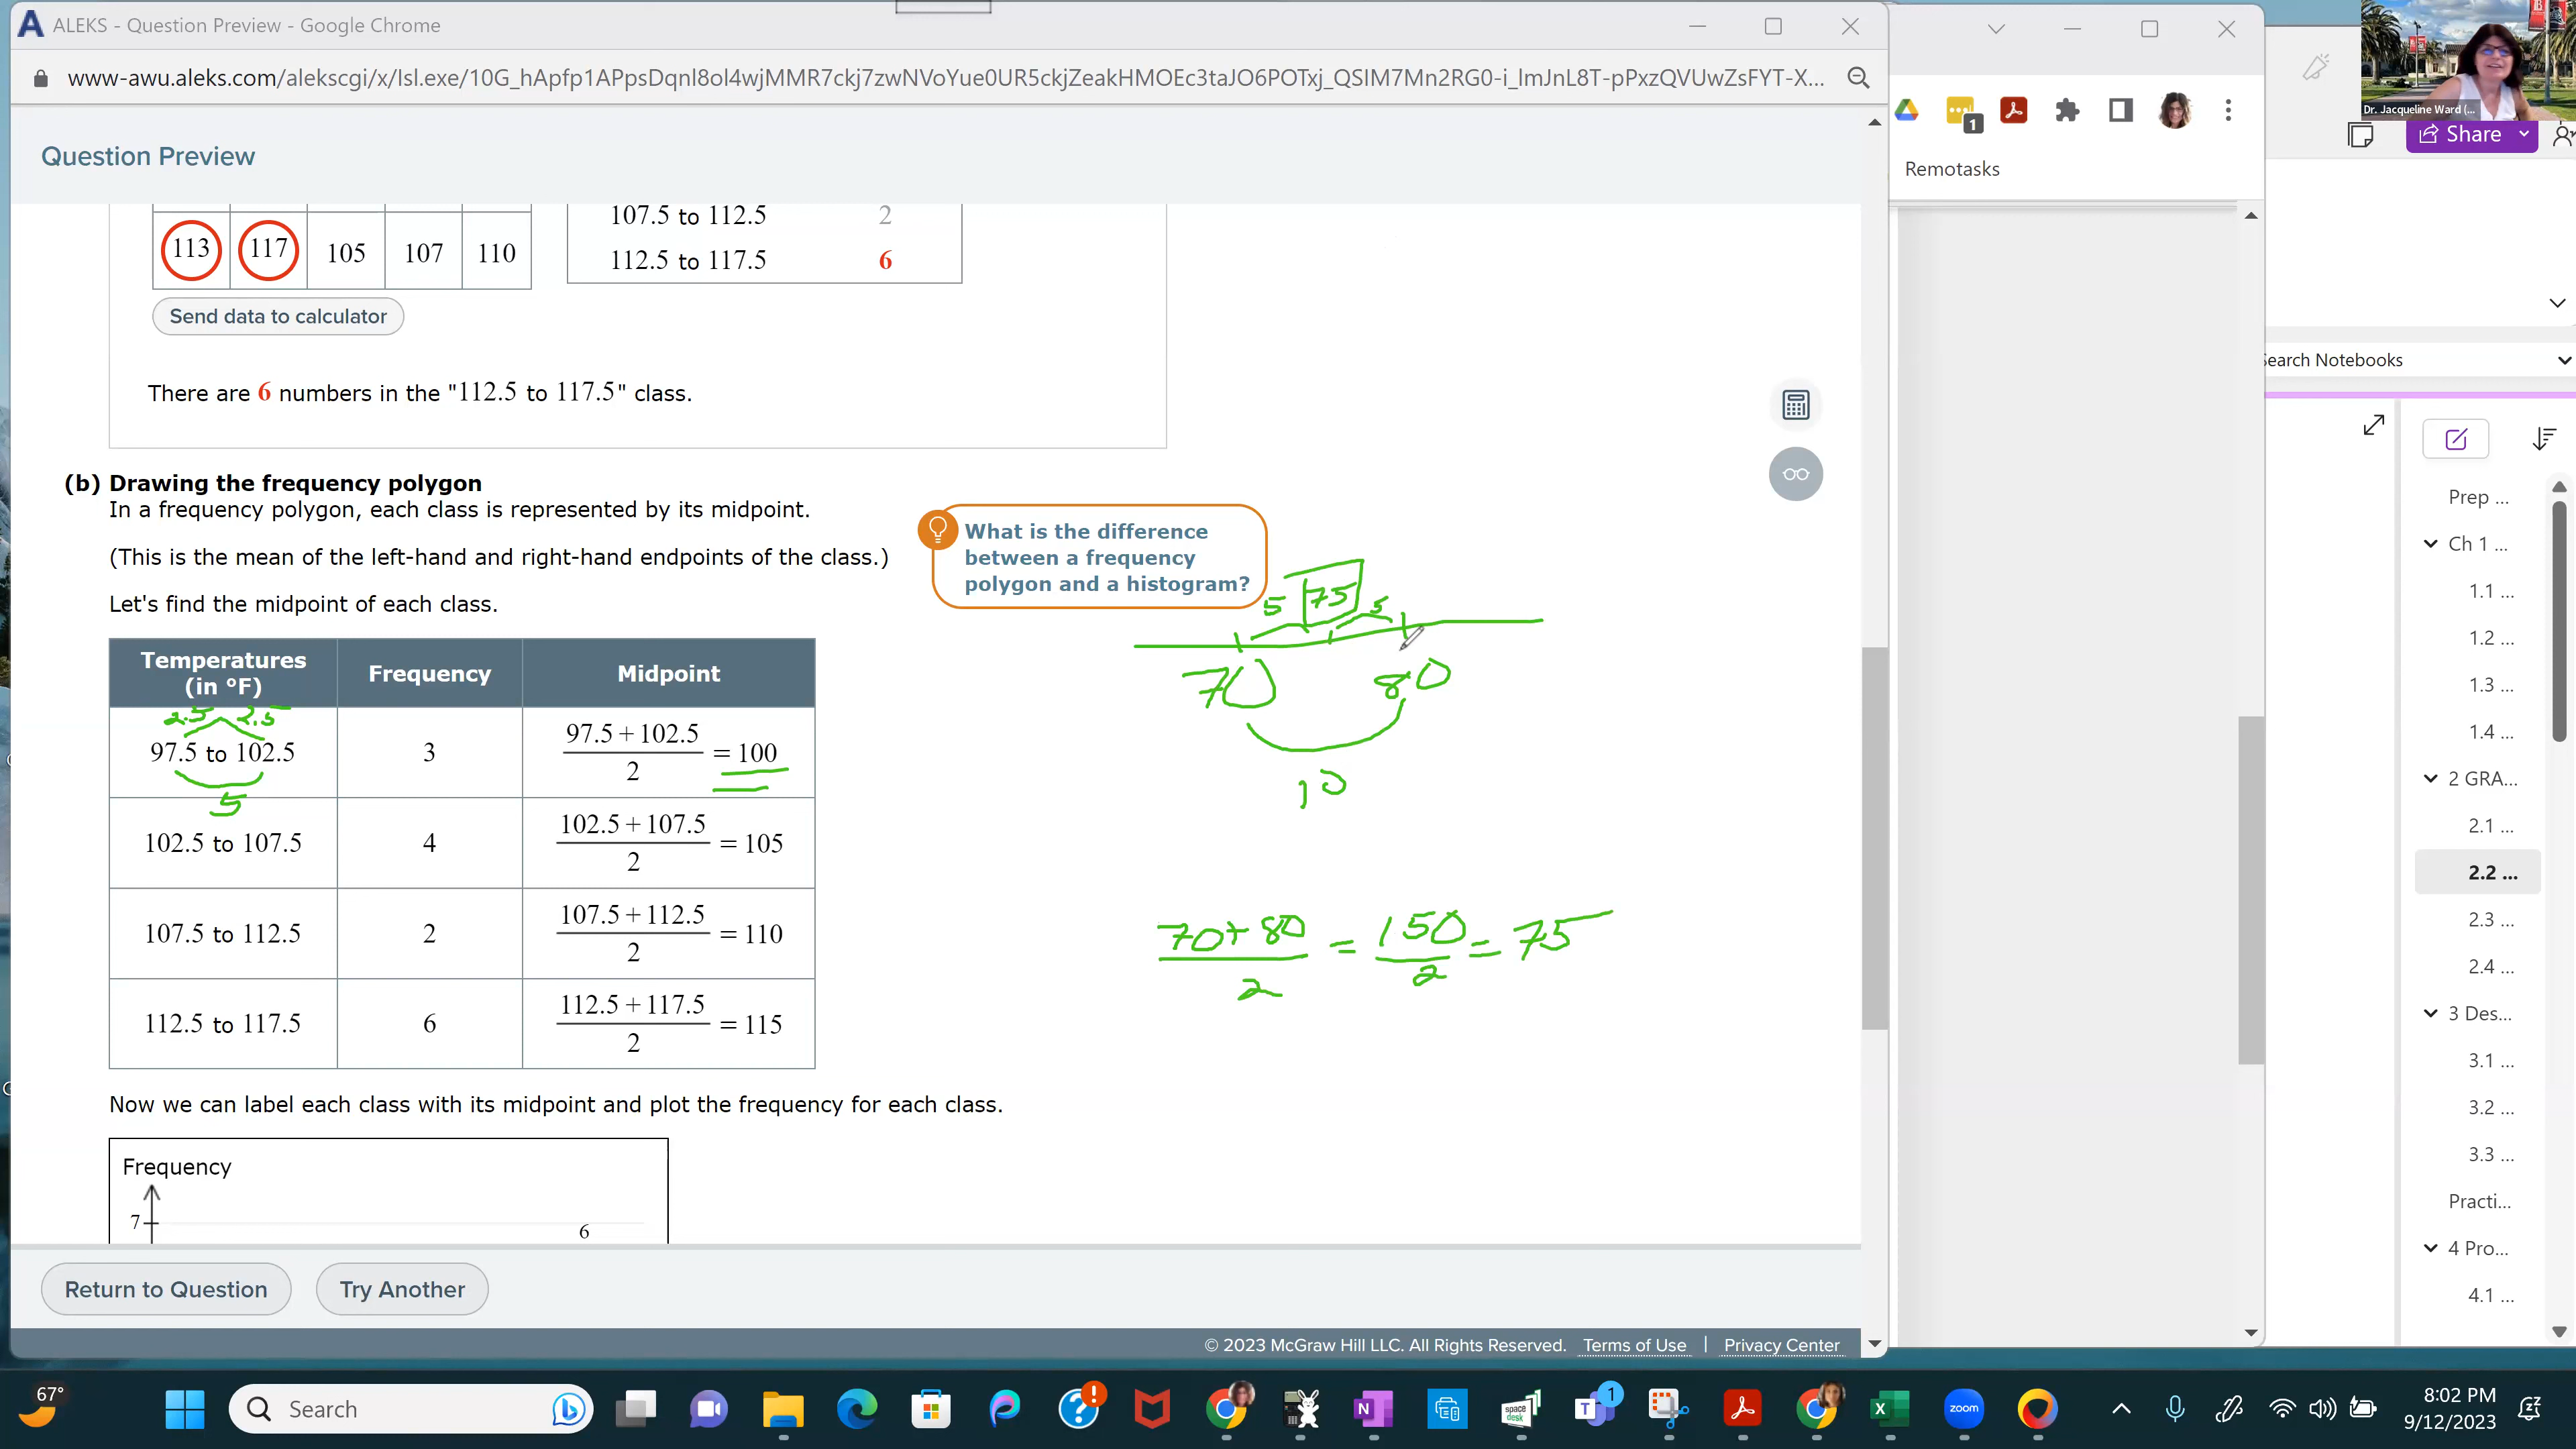 ALEKS - Question Preview - Google Chrome
Dr. Jacqueline Ward (...
Share
Remotasks
Question Preview
107.5 to 112.5 2
113 117 105 107 110
112.5 to 117.5 6
Send data to calculator
There are 6 numbers in the "112.5 to 117.5" class.
Search Notebooks
(b) Drawing the frequency polygon
In a frequency polygon, each class is represented by its midpoint.
(This is the mean of the left-hand and right-hand endpoints of the class.)
Let's find the midpoint of each class.
What is the difference
between a frequency
polygon and a histogram?
5 75 5
70 80
10
70+80 / 2 = 150 / 2 = 75
Temperatures (in °F) Frequency Midpoint
2.5 2.5
97.5 to 102.5 3 97.5 + 102.5 / 2 = 100
5
102.5 to 107.5 4 102.5 + 107.5 / 2 = 105
107.5 to 112.5 2 107.5 + 112.5 / 2 = 110
112.5 to 117.5 6 112.5 + 117.5 / 2 = 115
Now we can label each class with its midpoint and plot the frequency for each class.
Frequency
7
6
Return to Question
Try Another
© 2023 McGraw Hill LLC. All Rights Reserved. Terms of Use | Privacy Center
Prep ...
Ch 1 ...
1.1 ...
1.2 ...
1.3 ...
1.4 ...
2 GRA...
2.1 ...
2.2 ...
2.3 ...
2.4 ...
3 Des...
3.1 ...
3.2 ...
3.3 ...
Practi...
4 Pro...
4.1 ...
67°
Search
space desk
1
zoom
8:02 PM
9/12/2023